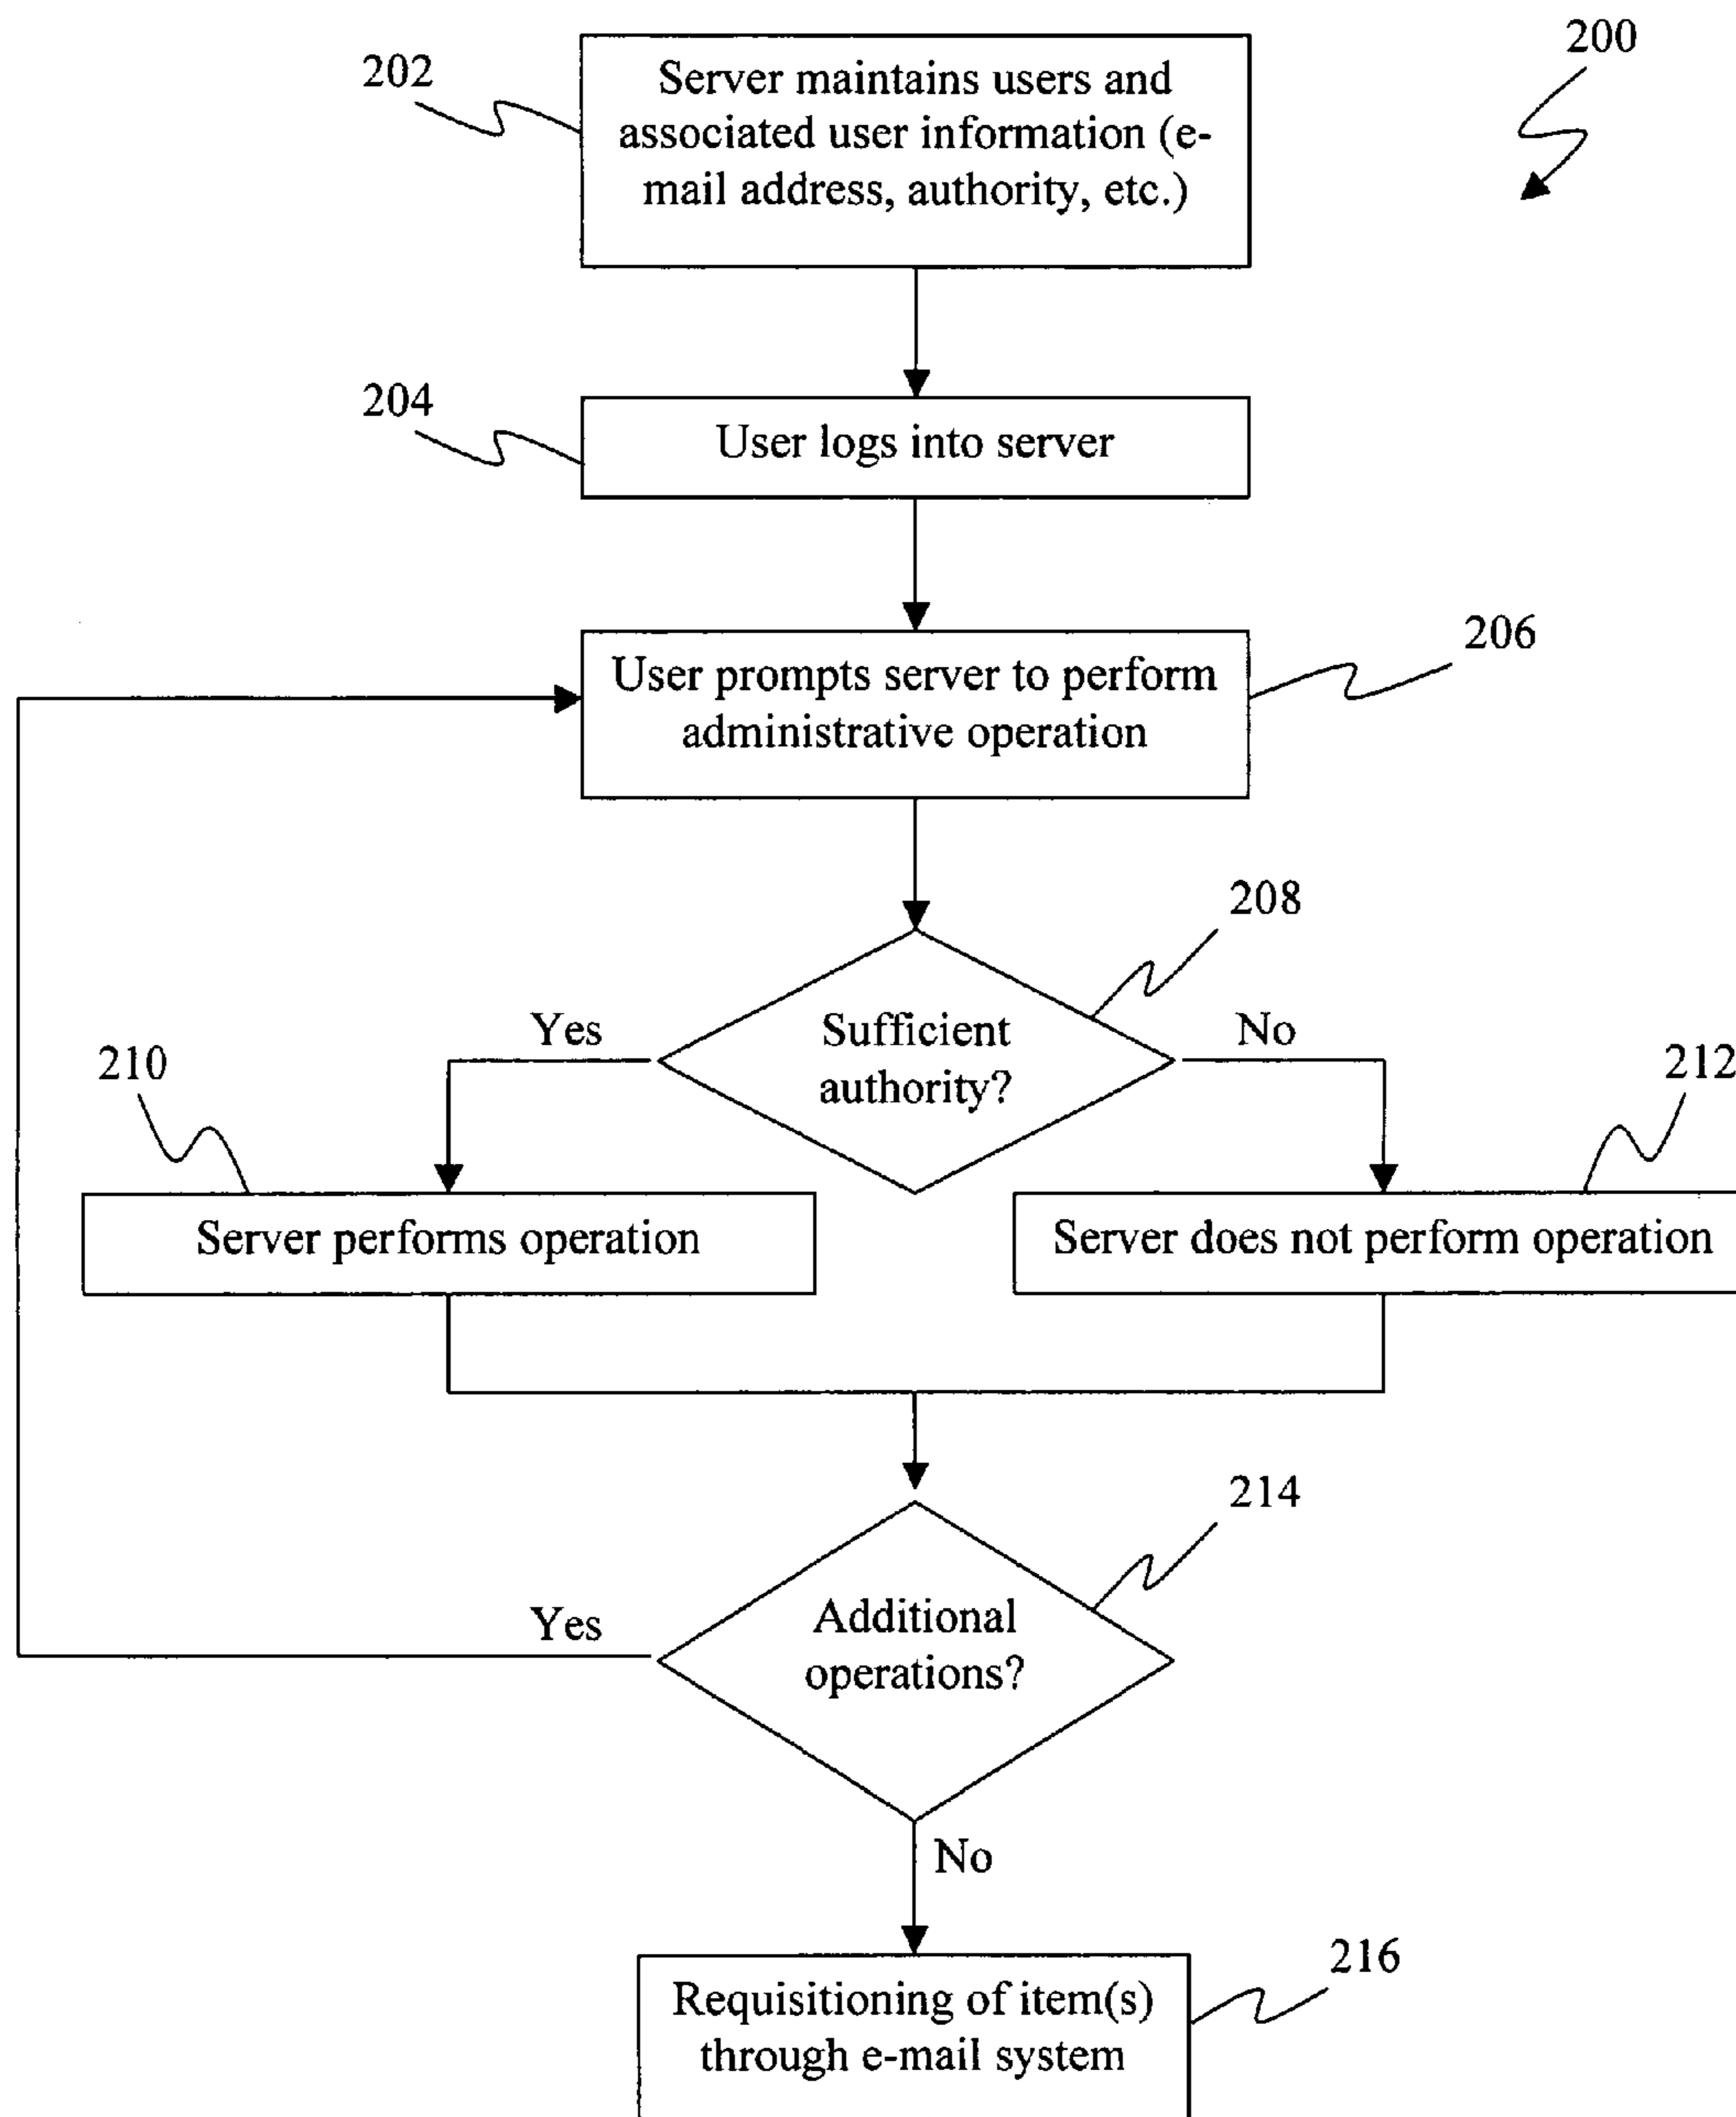 200
202
Server maintains users and
associated user information (e-
mail address, authority, etc.)
204
User logs into server
206
User prompts server to perform
administrative operation
208
Sufficient
authority?
Yes
No
210
212
Server performs operation
Server does not perform operation
214
Additional
operations?
Yes
No
216
Requisitioning of item(s)
through e-mail system